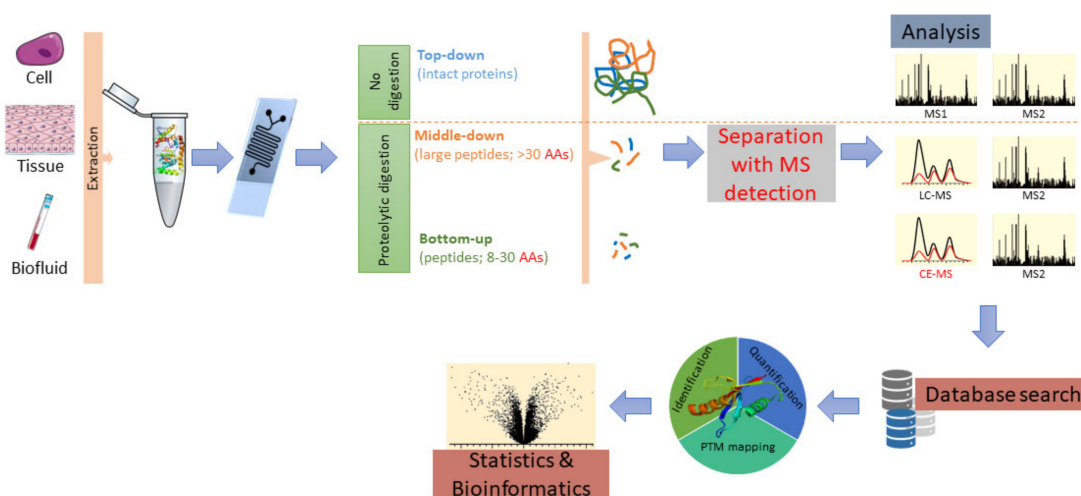 Cell
Tissue
Biofluid
Extraction
No
digestion
Proteolytic digestion
Top-down
(intact proteins)
Middle-down
(large peptides; >30 AAs)
Bottom-up
(peptides; 8-30 AAs)
Separation
with MS
detection
Analysis
MS1
MS2
LC-MS
MS2
CE-MS
MS2
Database search
Identification
Quantification
PTM mapping
Statistics &
Bioinformatics